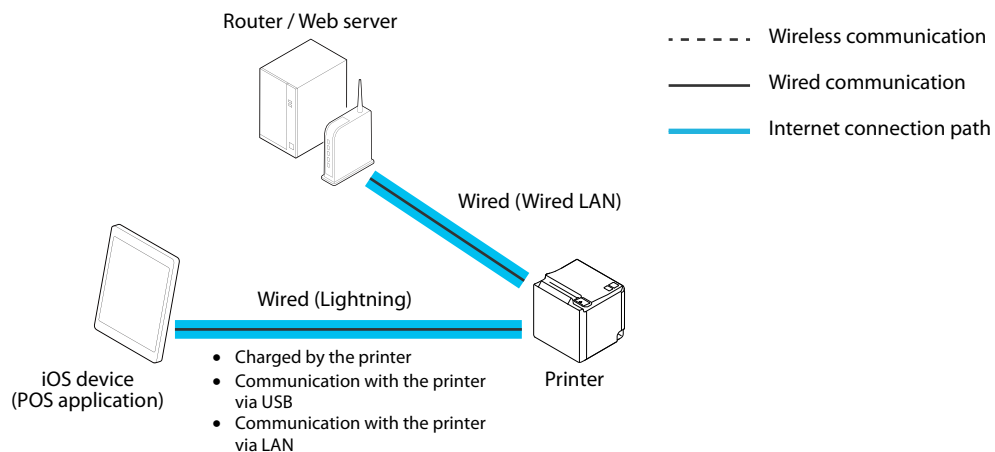 Router / Web server
Wireless communication
Wired communication
Internet connection path
Wired (Wired LAN)
Wired (Lightning)
• Charged by the printer
• Communication with the printer
via USB
• Communication with the printer
via LAN
iOS device
(POS application)
Printer